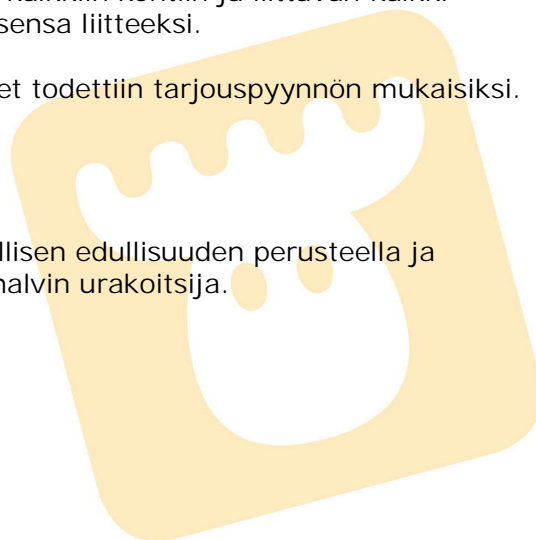 sensa liitteeksi.
et todettiin tarjouspyynnön mukaisiksi.
llisen edullisuuden perusteella ja
halvin urakoitsija.